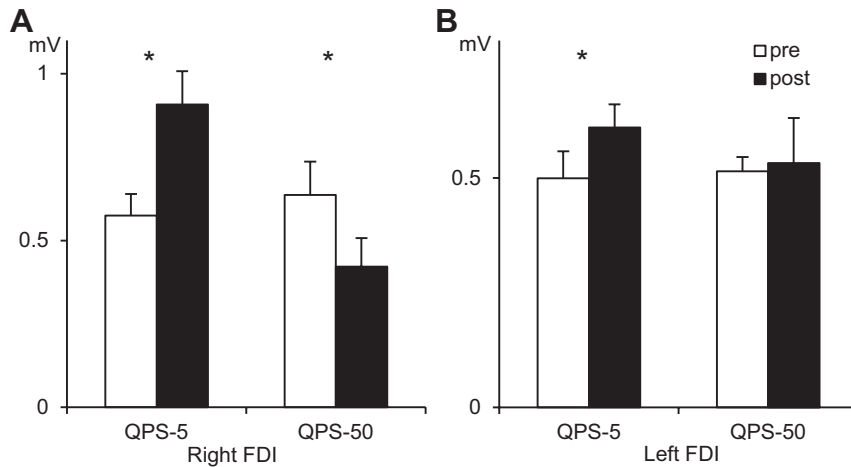 A
mV
*
*
1
0.5
0
QPS-5
QPS-50
Right FDI
B
mV
*
pre
post
0.5
0
QPS-5
QPS-50
Left FDI